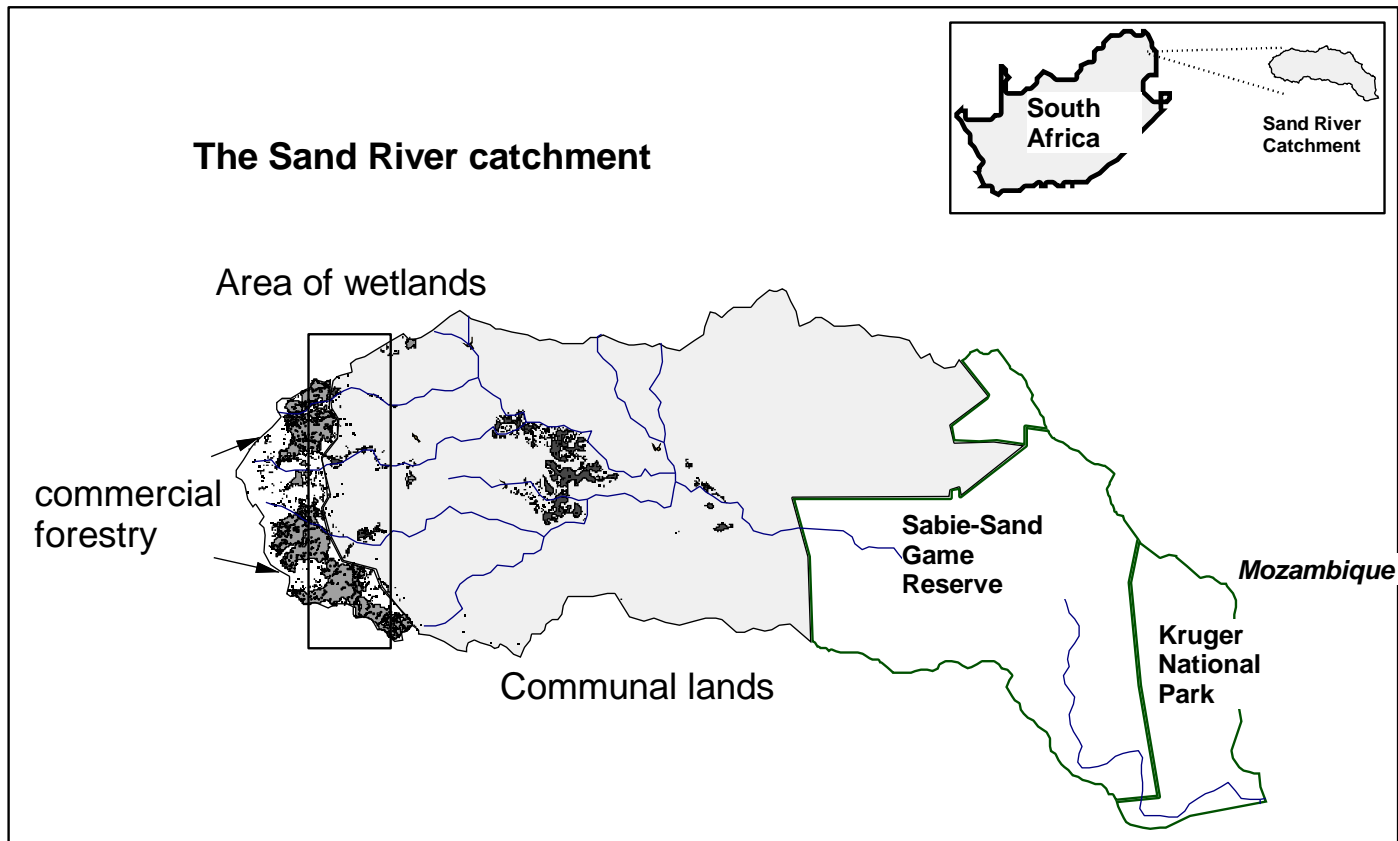 South
Africa
Sand River
Catchment
The Sand River catchment
Area of wetlands
commercial
forestry
Sabie-Sand
Game
Reserve
Mozambique
Kruger
National
Park
Communal lands